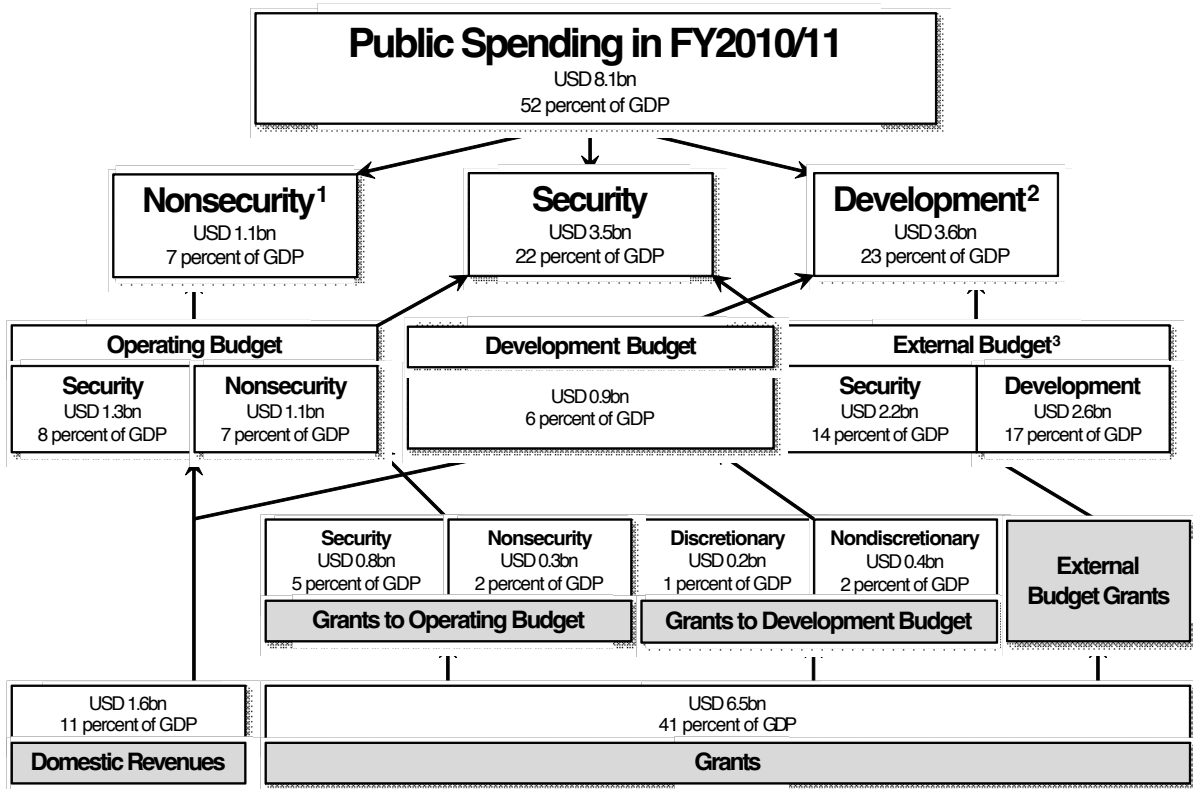 Public Spending in FY2010/11
USD 8.1bn
52 percent of GDP
Nonsecurity¹
USD 1.1bn
7 percent of GDP
Security
USD 3.5bn
22 percent of GDP
Development²
USD 3.6bn
23 percent of GDP
Operating Budget
Security
USD 1.3bn
8 percent of GDP
Nonsecurity
USD 1.1bn
7 percent of GDP
Development Budget
USD 0.9bn
6 percent of GDP
External Budget³
Security
USD 2.2bn
14 percent of GDP
Development
USD 2.6bn
17 percent of GDP
Security
USD 0.8bn
5 percent of GDP
Nonsecurity
USD 0.3bn
2 percent of GDP
Grants to Operating Budget
Discretionary
USD 0.2bn
1 percent of GDP
Nondiscretionary
USD 0.4bn
2 percent of GDP
Grants to Development Budget
External
Budget Grants
USD 1.6bn
11 percent of GDP
Domestic Revenues
USD 6.5bn
41 percent of GDP
Grants